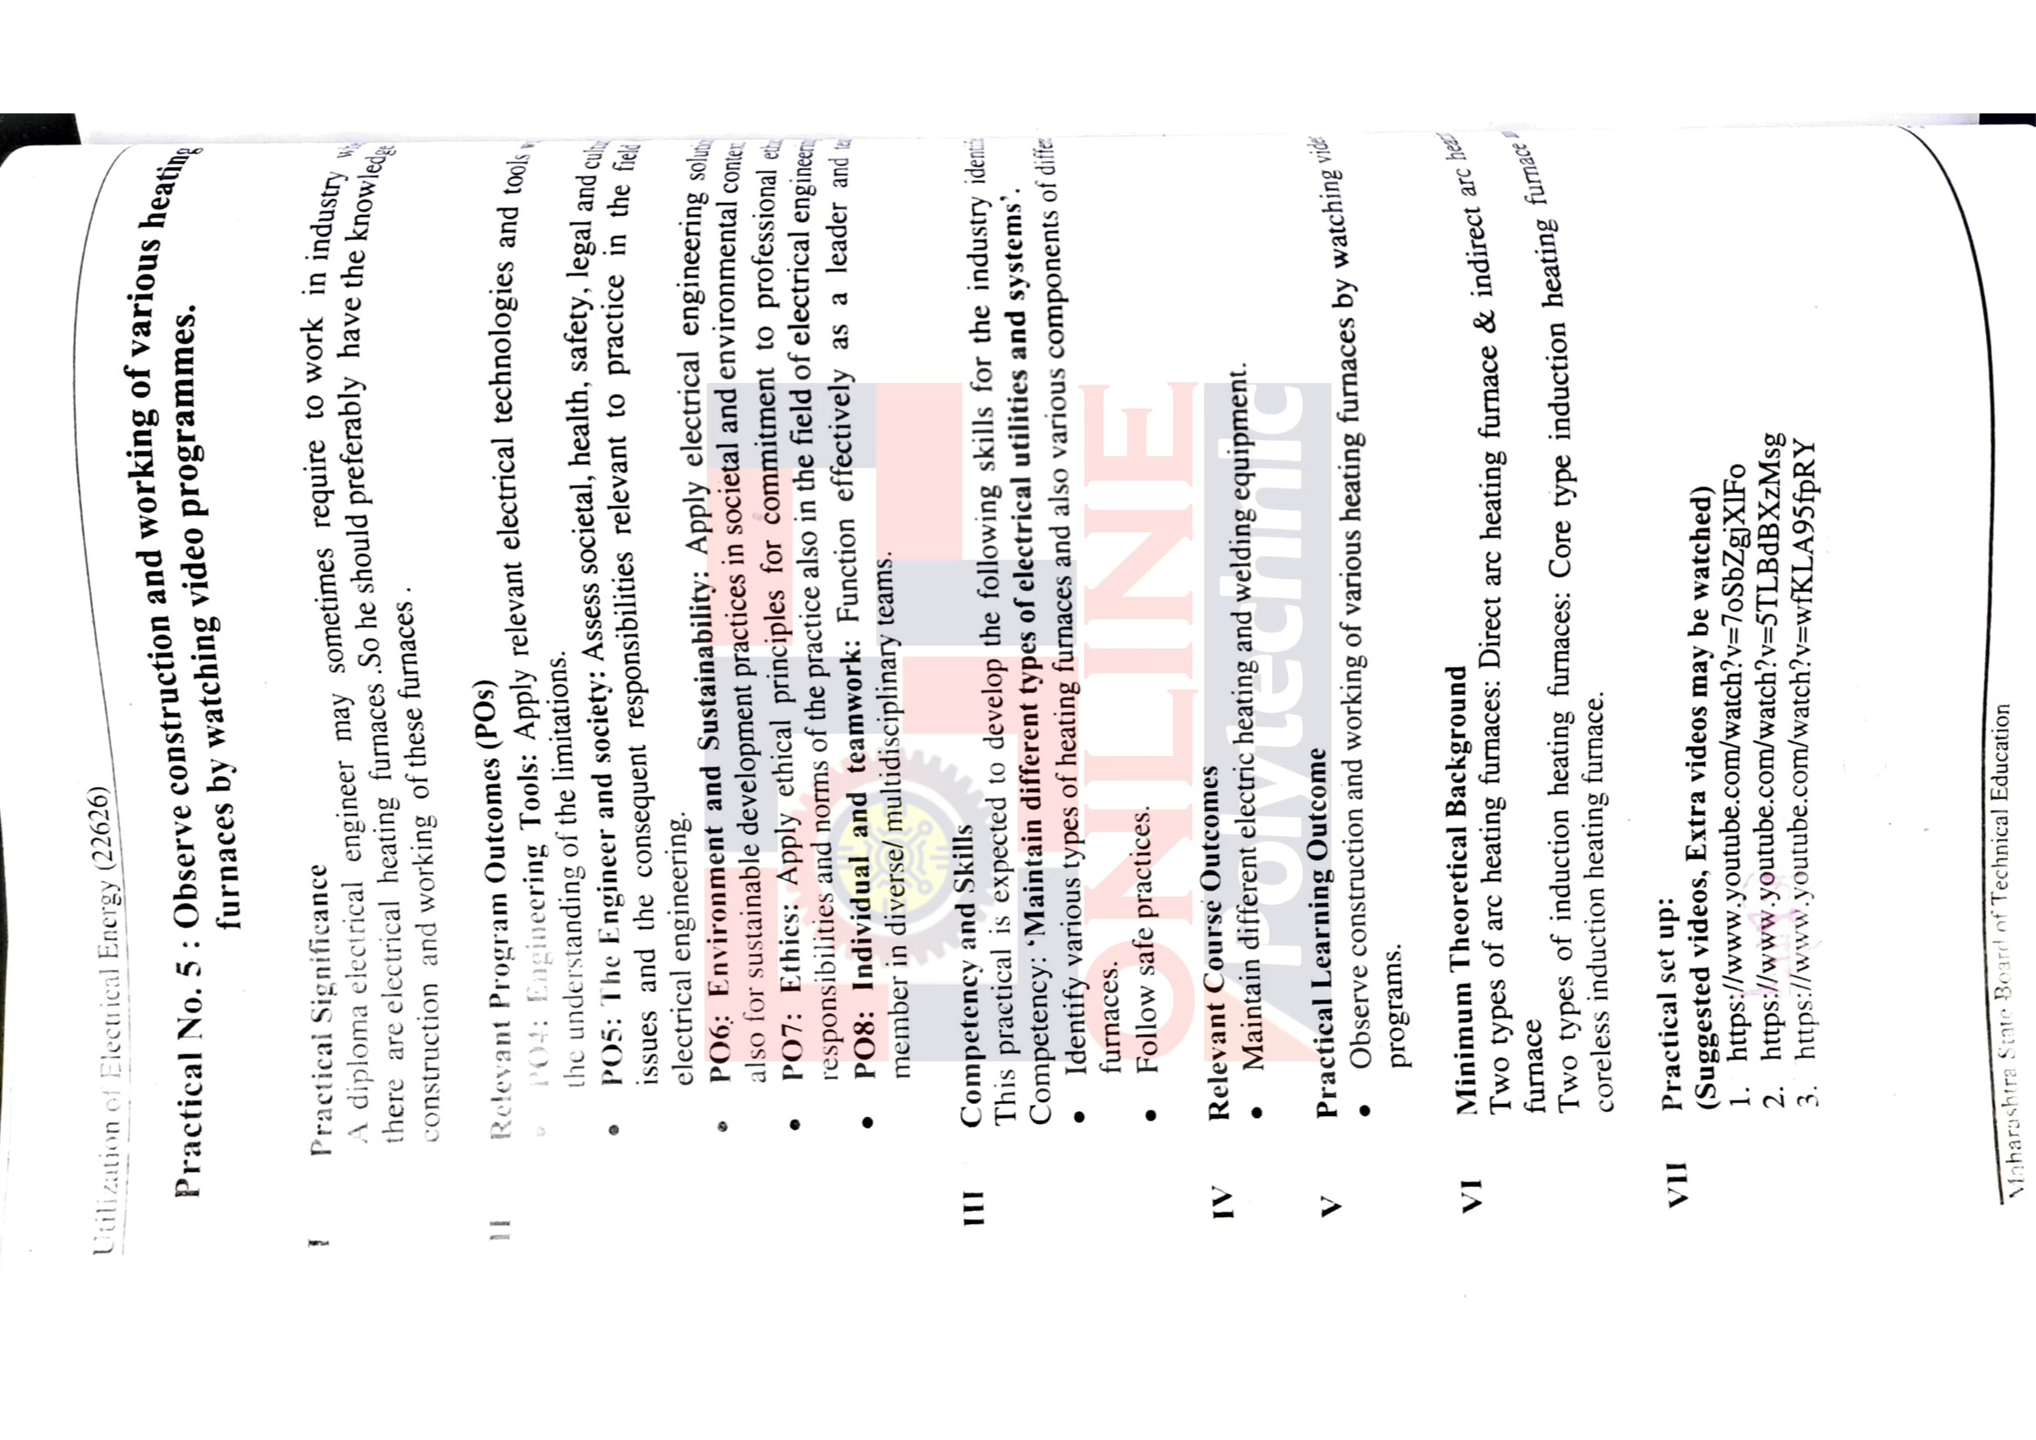 Utilization of Electrical Energy (22626)
Practical No. 5 : Observe construction and working of various heating
furnaces by watching video programmes.
I Practical Significance
A diploma electrical engineer may sometimes require to work in industry
there are electrical heating furnaces .So he should preferably have the knowledge
construction and working of these furnaces .
II Relevant Program Outcomes (POs)
PO4: Engineering Tools: Apply relevant electrical technologies and tools
the understanding of the limitations.
• PO5: The Engineer and society: Assess societal, health, safety, legal and
issues and the consequent responsibilities relevant to practice in the field
electrical engineering.
• PO6: Environment and Sustainability: Apply electrical engineering
also for sustainable development practices in societal and environmental
• PO7: Ethics: Apply ethical principles for commitment to professional
responsibilities and norms of the practice also in the field of electrical
• PO8: Individual and teamwork: Function effectively as a leader and
member in diverse/ multidisciplinary teams.
III Competency and Skills
This practical is expected to develop the following skills for the industry
Competency: 'Maintain different types of electrical utilities and systems'.
• Identify various types of heating furnaces and also various components of
furnaces.
• Follow safe practices.
IV Relevant Course Outcomes
• Maintain different electric heating and welding equipment.
V Practical Learning Outcome
• Observe construction and working of various heating furnaces by watching
programs.
VI Minimum Theoretical Background
Two types of arc heating furnaces: Direct arc heating furnace & indirect arc
furnace
Two types of induction heating furnaces: Core type induction heating furnace
coreless induction heating furnace.
VII Practical set up:
(Suggested videos, Extra videos may be watched)
1. https://www.youtube.com/watch?v=7oSbZgjXlFo
2. https://www.youtube.com/watch?v=5TLBdBXzMsg
3. https://www.youtube.com/watch?v=wfKLA95fpRY
Maharashtra State Board of Technical Education
ONLINE
Polytechnic